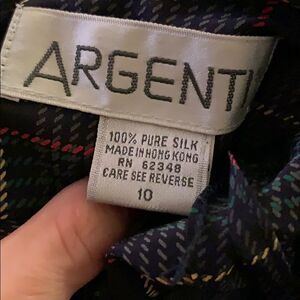 ARGENTI
100% PURE SILK
MADE IN HONG KONG
RN 62348
CARE SEE REVERSE
10